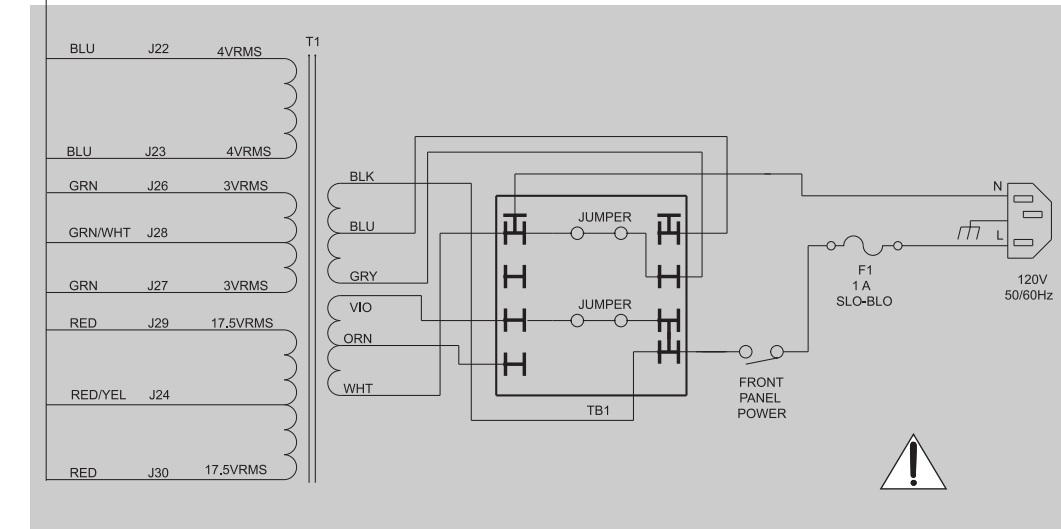 T1
BLU J22 4VRMS
BLU J23 4VRMS
GRN J26 3VRMS
GRN/WHT J28
GRN J27 3VRMS
RED J29 17.5VRMS
RED/YEL J24
RED J30 17.5VRMS
BLK
BLU
GRY
VIO
ORN
WHT
JUMPER
JUMPER
TB1
FRONT
PANEL
POWER
F1
1 A
SLO-BLO
N
L
120V
50/60Hz
!